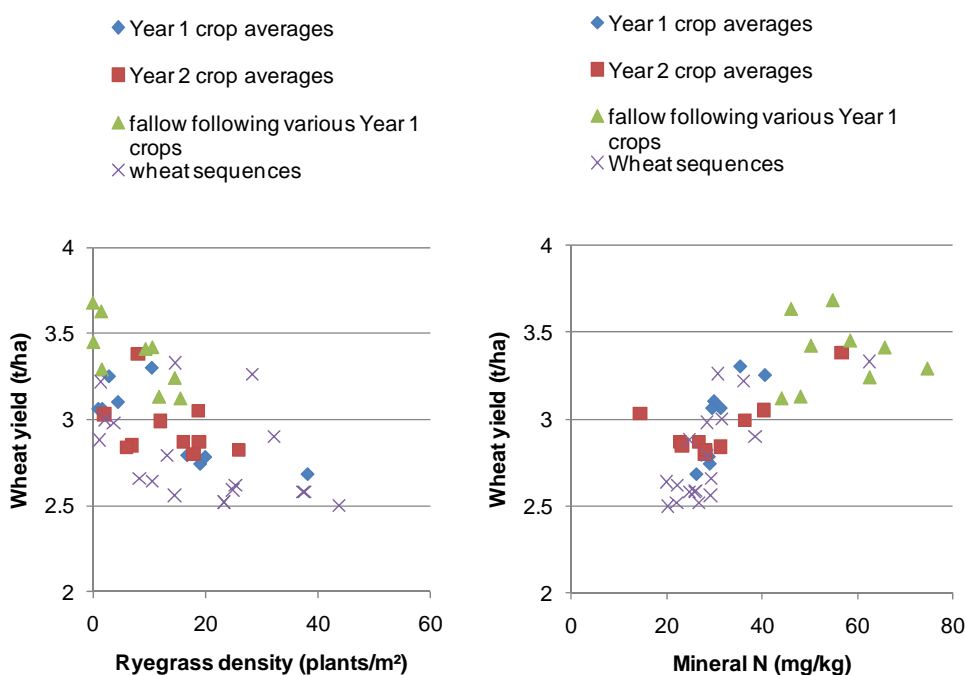 Year 1 crop averages
Year 2 crop averages
fallow following various Year 1
crops
wheat sequences
4
3.5
3
2.5
2
Wheat yield (t/ha)
0
20
40
60
Ryegrass density (plants/m²)
Year 1 crop averages
Year 2 crop averages
fallow following various Year 1
crops
Wheat sequences
4
3.5
3
2.5
2
Wheat yield (t/ha)
0
20
40
60
80
Mineral N (mg/kg)